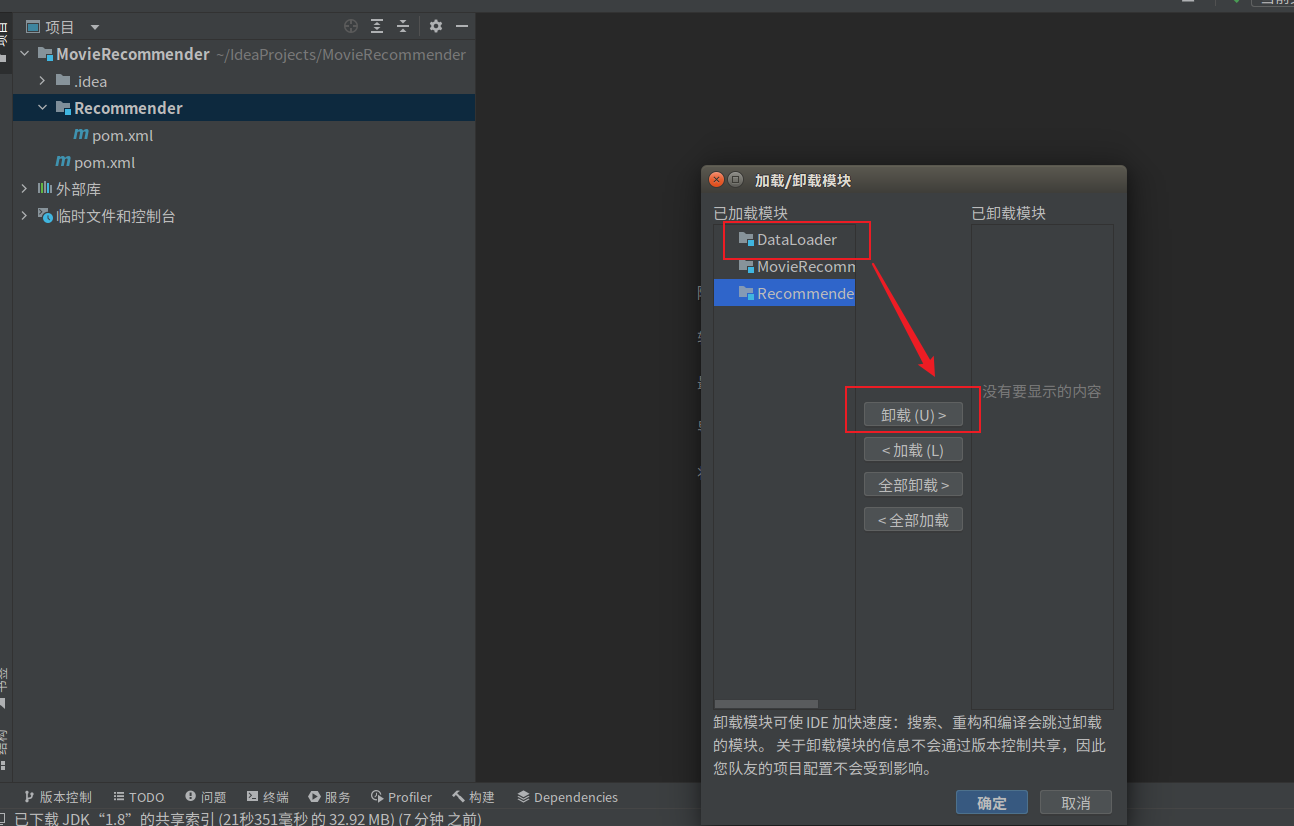 项目
MovieRecommender ~/IdeaProjects/MovieRecommender
.idea
Recommender
pom.xml
pom.xml
外部库
临时文件和控制台
加载/卸载模块
已加载模块
已卸载模块
DataLoader
MovieRecomn
Recommende
没有要显示的内容
卸载 (U) >
< 加载 (L)
全部卸载 >
< 全部加载
卸载模块可使 IDE 加快速度：搜索、重构和编译会跳过卸载
的模块。 关于卸载模块的信息不会通过版本控制共享，因此
您队友的项目配置不会受到影响。
确定
取消
书签
结构
版本控制
TODO
问题
终端
服务
Profiler
构建
Dependencies
已下载 JDK “1.8” 的共享索引 (21秒351毫秒 的 32.92 MB) (7 分钟 之前)